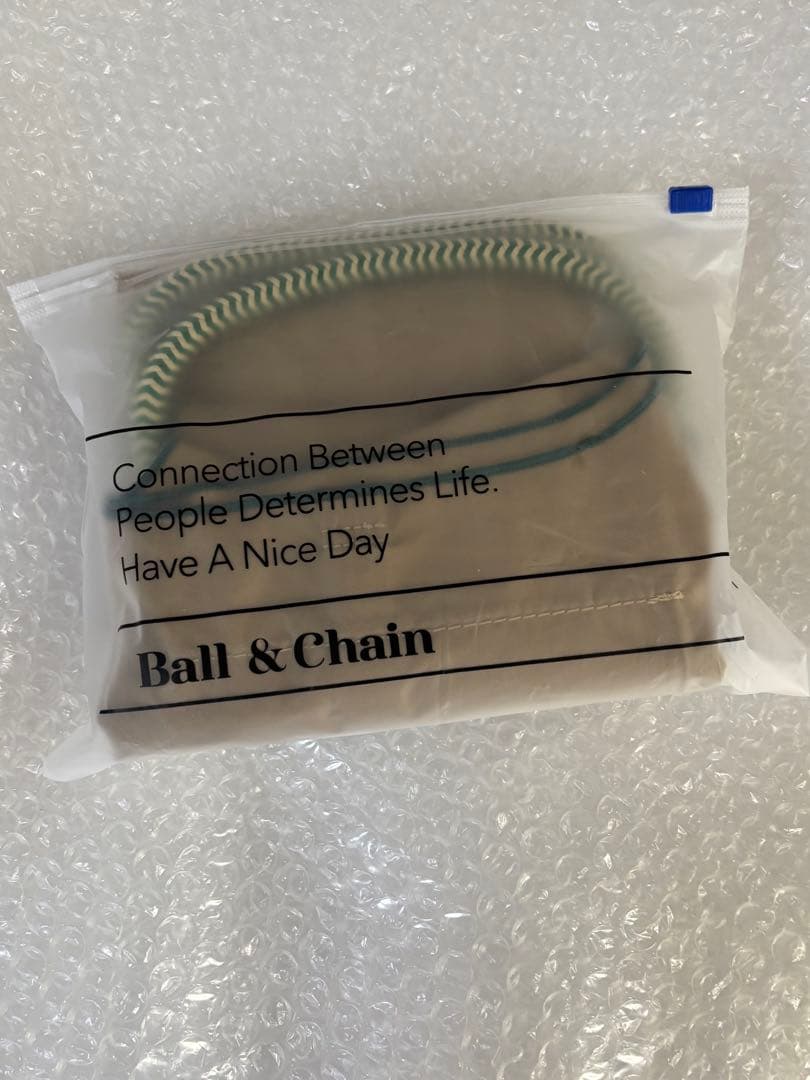 Connection Between
People Determines Life.
Have A Nice Day
Ball & Chain